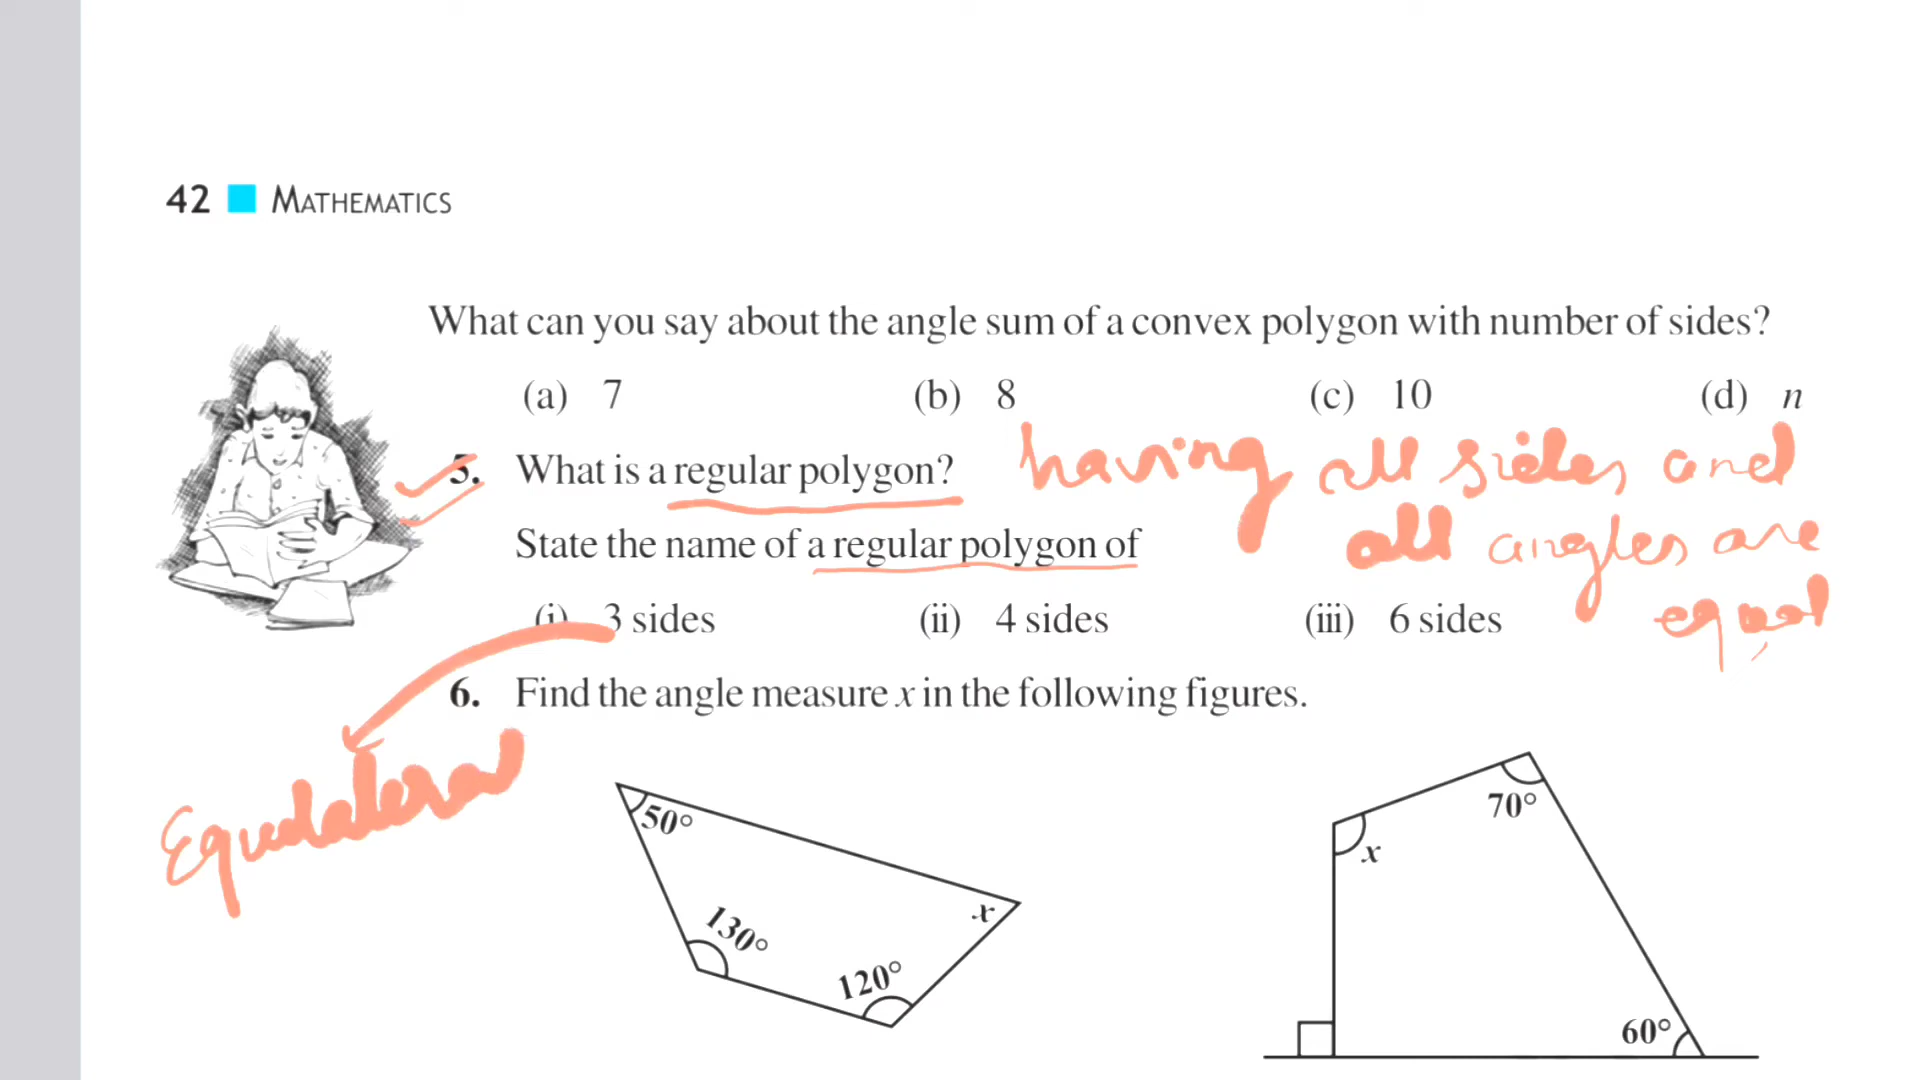 42 MATHEMATICS
What can you say about the angle sum of a convex polygon with number of sides?
(a) 7 (b) 8 (c) 10 (d) n
5. What is a regular polygon? having all sides and
State the name of a regular polygon of all angles are
(i) 3 sides (ii) 4 sides (iii) 6 sides equal
6. Find the angle measure x in the following figures.
Equilateral
50°
130°
120°
x
70°
x
60°